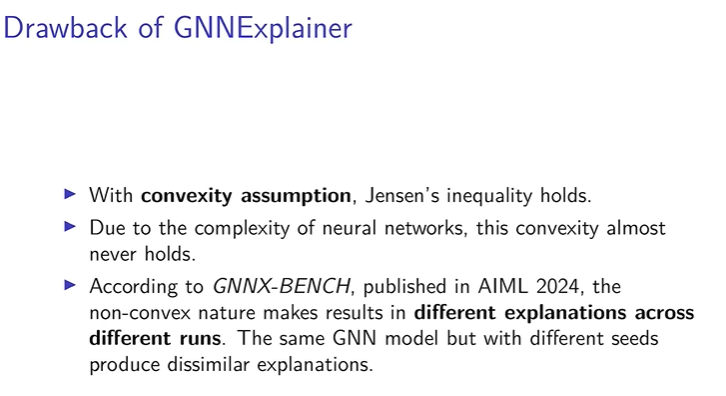 Drawback of GNNExplainer
▶ With convexity assumption, Jensen's inequality holds.
▶ Due to the complexity of neural networks, this convexity almost
never holds.
▶ According to GNNX-BENCH, published in AIML 2024, the
non-convex nature makes results in different explanations across
different runs. The same GNN model but with different seeds
produce dissimilar explanations.